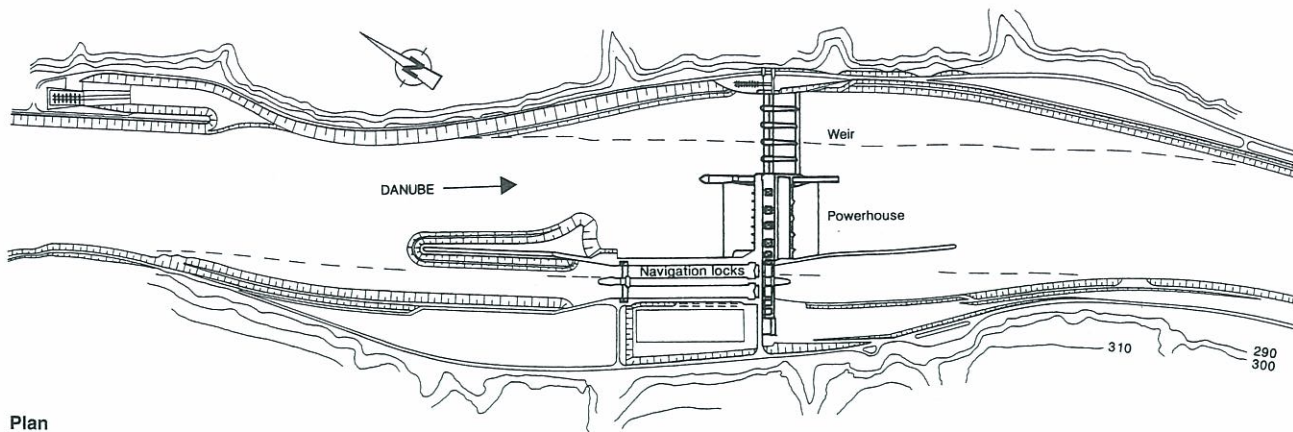 Weir
DANUBE
Powerhouse
Navigation locks
310
290
300
Plan